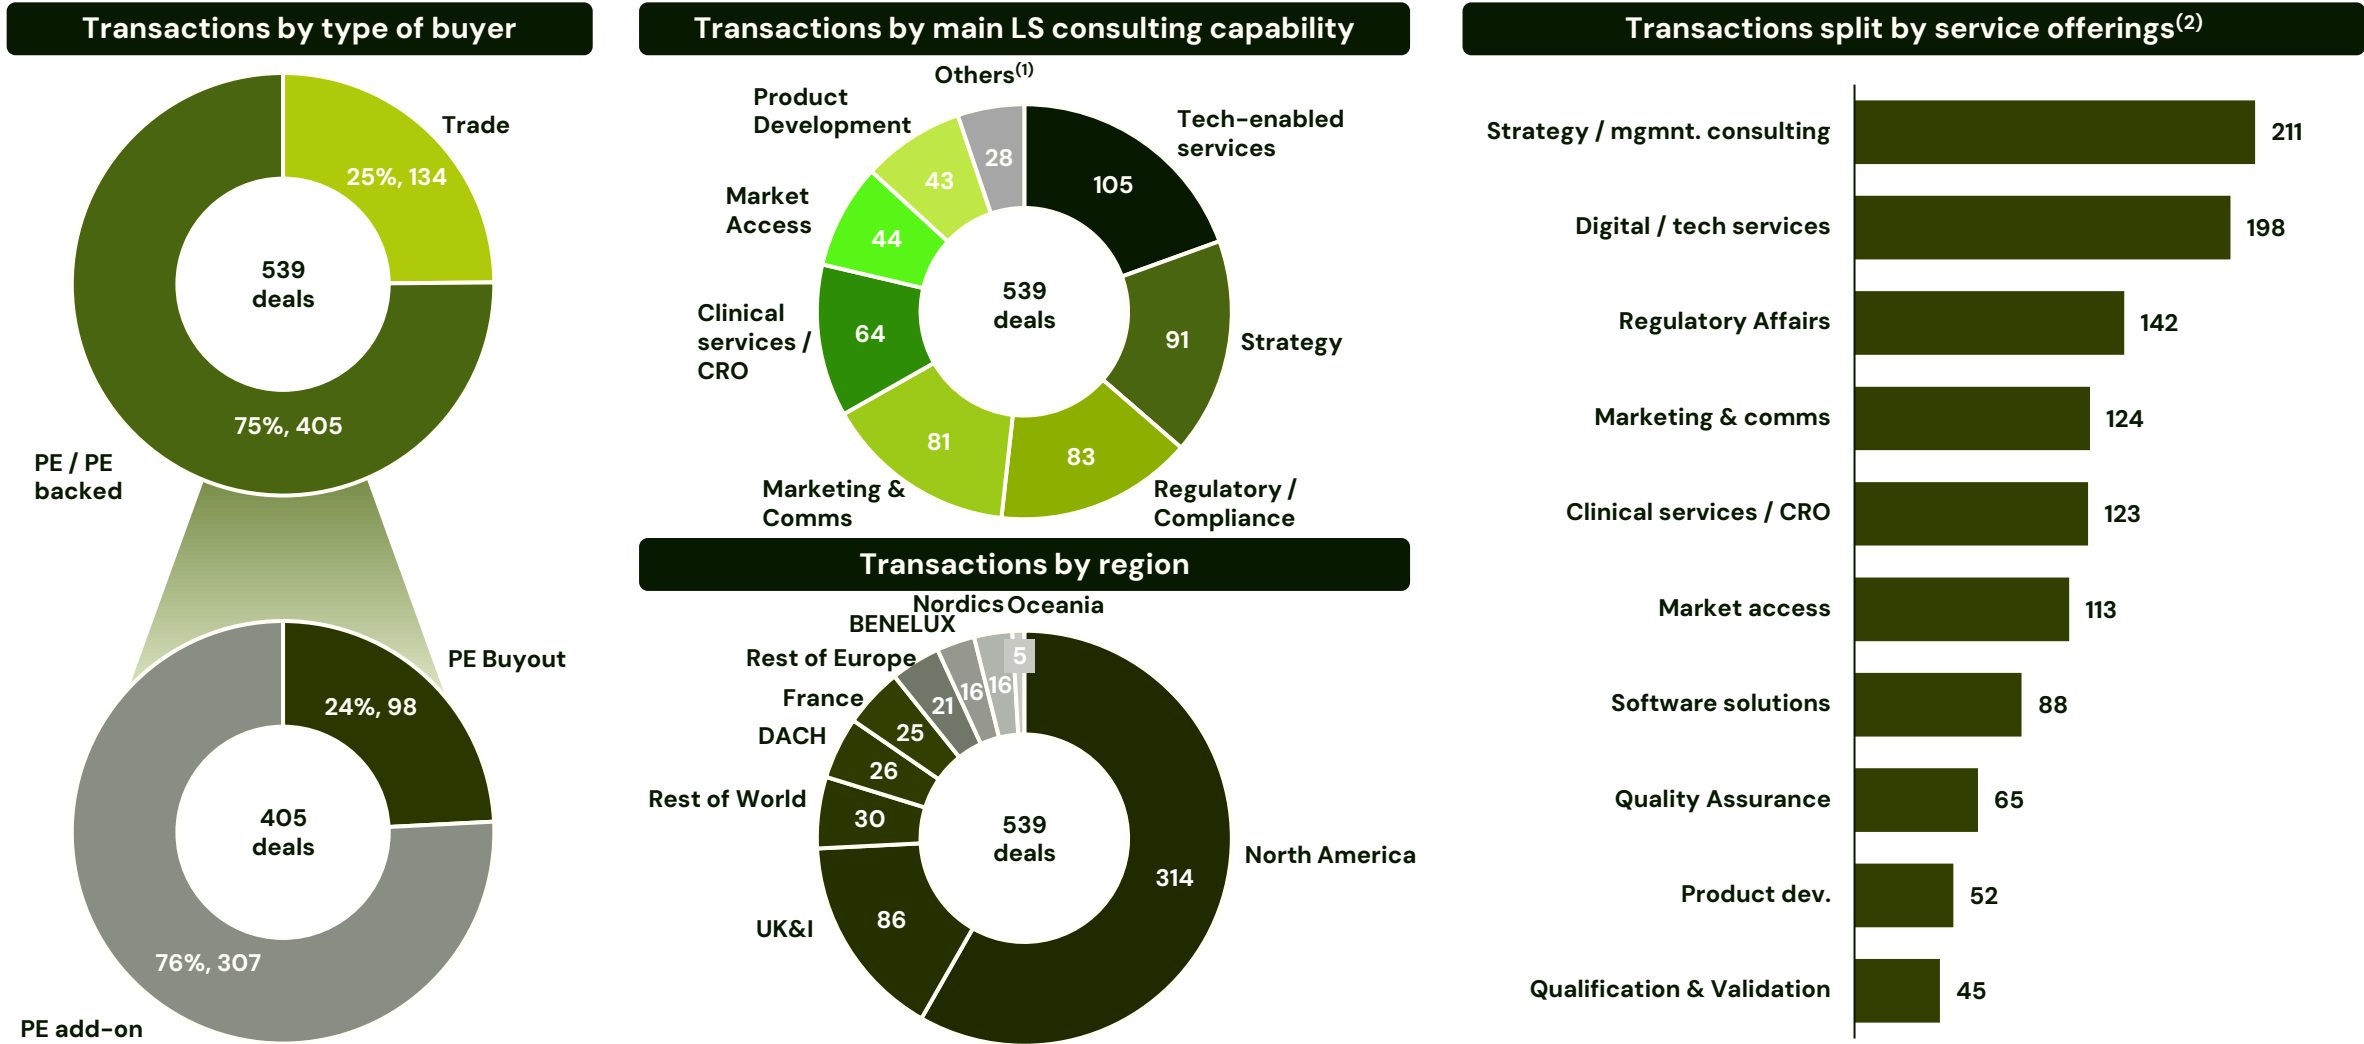 Transactions by type of buyer
Trade
25%, 134
539
deals
75%, 405
PE / PE
backed
PE Buyout
24%, 98
405
deals
76%, 307
PE add-on
Transactions by main LS consulting capability
Others(1)
Product
Development
Tech-enabled
services
28
43
105
Market
Access
44
539
deals
Clinical
services /
CRO
64
91
Strategy
81
83
Marketing &
Comms
Regulatory /
Compliance
Transactions by region
Nordics Oceania
BENELUX
Rest of Europe
5
France
16
16
21
DACH
25
26
Rest of World
30
539
deals
North America
314
UK&I
86
Transactions split by service offerings(2)
Strategy / mgmnt. consulting 211
Digital / tech services 198
Regulatory Affairs 142
Marketing & comms 124
Clinical services / CRO 123
Market access 113
Software solutions 88
Quality Assurance 65
Product dev. 52
Qualification & Validation 45